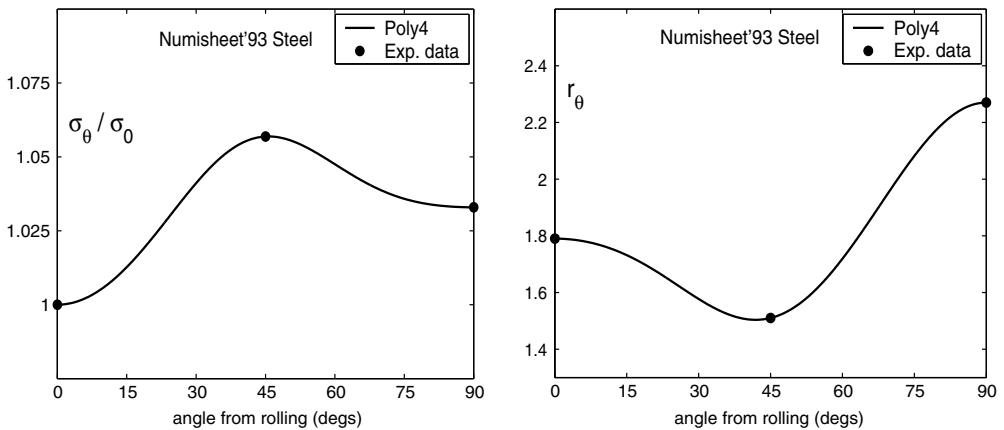 Numisheet'93 Steel
Poly4
Exp. data
σθ / σ0
1.075
1.05
1.025
1
0 15 30 45 60 75 90
angle from rolling (degs)
Numisheet'93 Steel
Poly4
Exp. data
rθ
2.4
2.2
2
1.8
1.6
1.4
0 15 30 45 60 75 90
angle from rolling (degs)